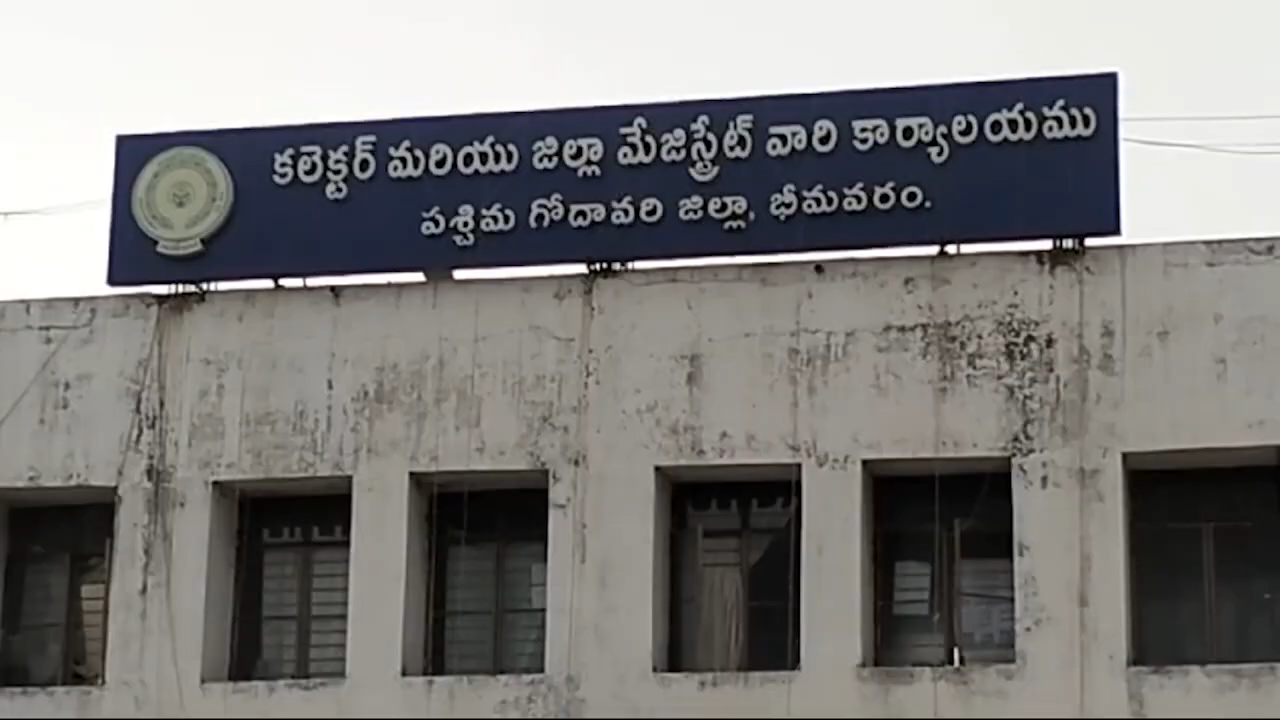 కలెక్టర్ మరియు జిల్లా మేజిస్ట్రేట్ వారి కార్యాలయము
పశ్చిమ గోదావరి జిల్లా, భీమవరం.